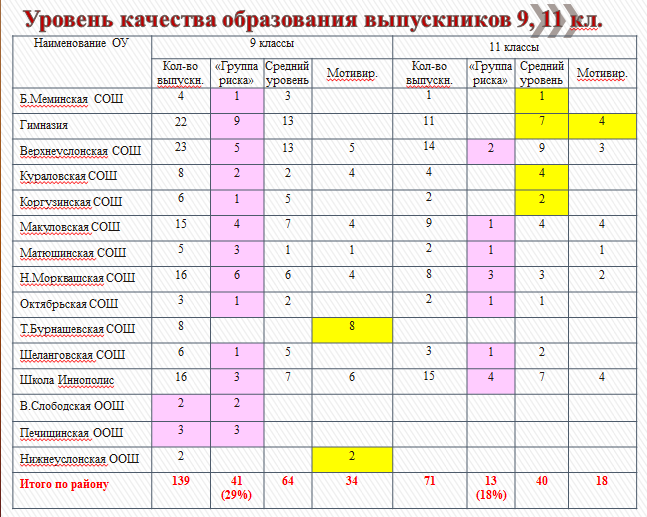 Уровень качества образования выпускников 9, 11 кл.
Наименование ОУ 9 классы 11 классы
Кол-во выпускн. «Группа риска» Средний уровень Мотивир. Кол-во выпускн. «Группа риска» Средний уровень Мотивир.
Б.Меминская СОШ 4 1 3 1 1
Гимназия 22 9 13 11 7 4
Верхнеуслонская СОШ 23 5 13 5 14 2 9 3
Кураловская СОШ 8 2 2 4 4 4
Коргузинская СОШ 6 1 5 2 2
Макуловская СОШ 15 4 7 4 9 1 4 4
Матюшинская СОШ 5 3 1 1 2 1 1
Н.Моркважская СОШ 16 6 6 4 8 3 3 2
Октябрьская СОШ 3 1 2 2 1 1
Т.Бурнашевская СОШ 8 8
Шеланговская СОШ 6 1 5 3 1 2
Школа Иннополис 16 3 7 6 15 4 7 4
В.Слободская ООШ 2 2
Печищинская ООШ 3 3
Нижнеуслонская ООШ 2 2
Итого по району 139 41 (29%) 64 34 71 13 (18%) 40 18